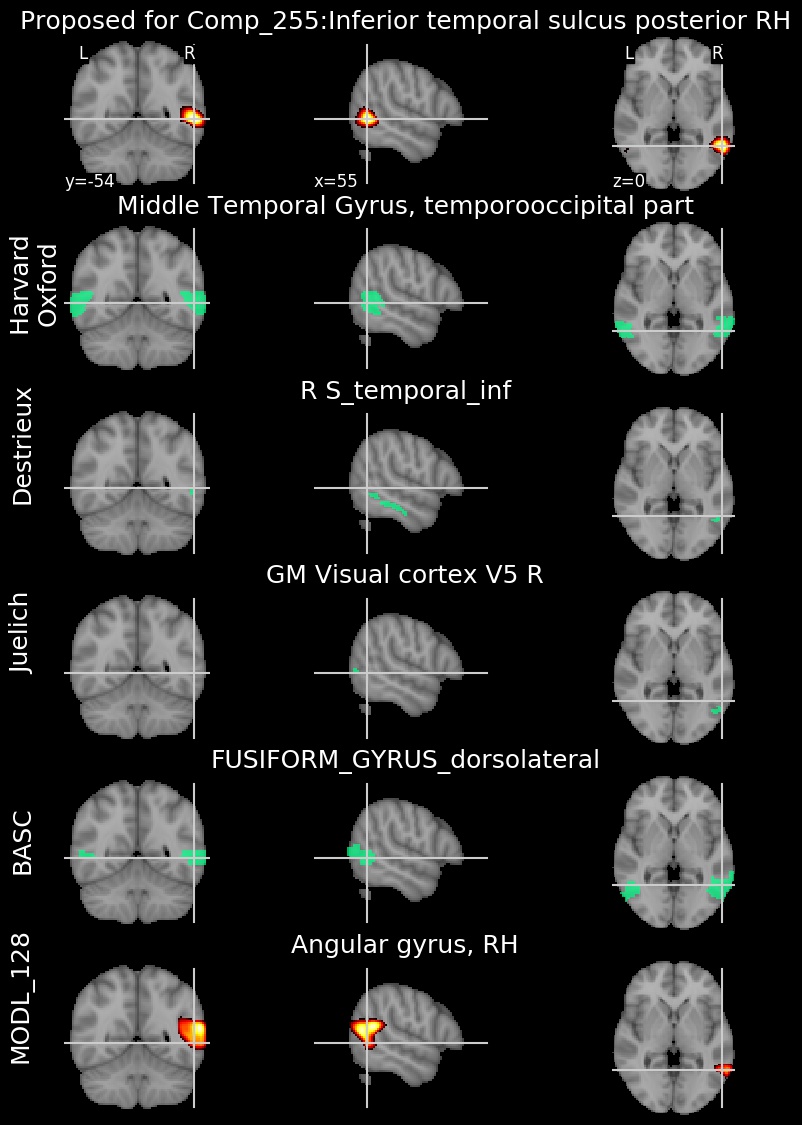 Proposed for Comp_255:Inferior temporal sulcus posterior RH
L R
L R
y=-54
x=55
z=0
Middle Temporal Gyrus, temporooccipital part
Harvard
Oxford
R S_temporal_inf
Destrieux
GM Visual cortex V5 R
Juelich
FUSIFORM_GYRUS_dorsolateral
BASC
Angular gyrus, RH
MODL_128